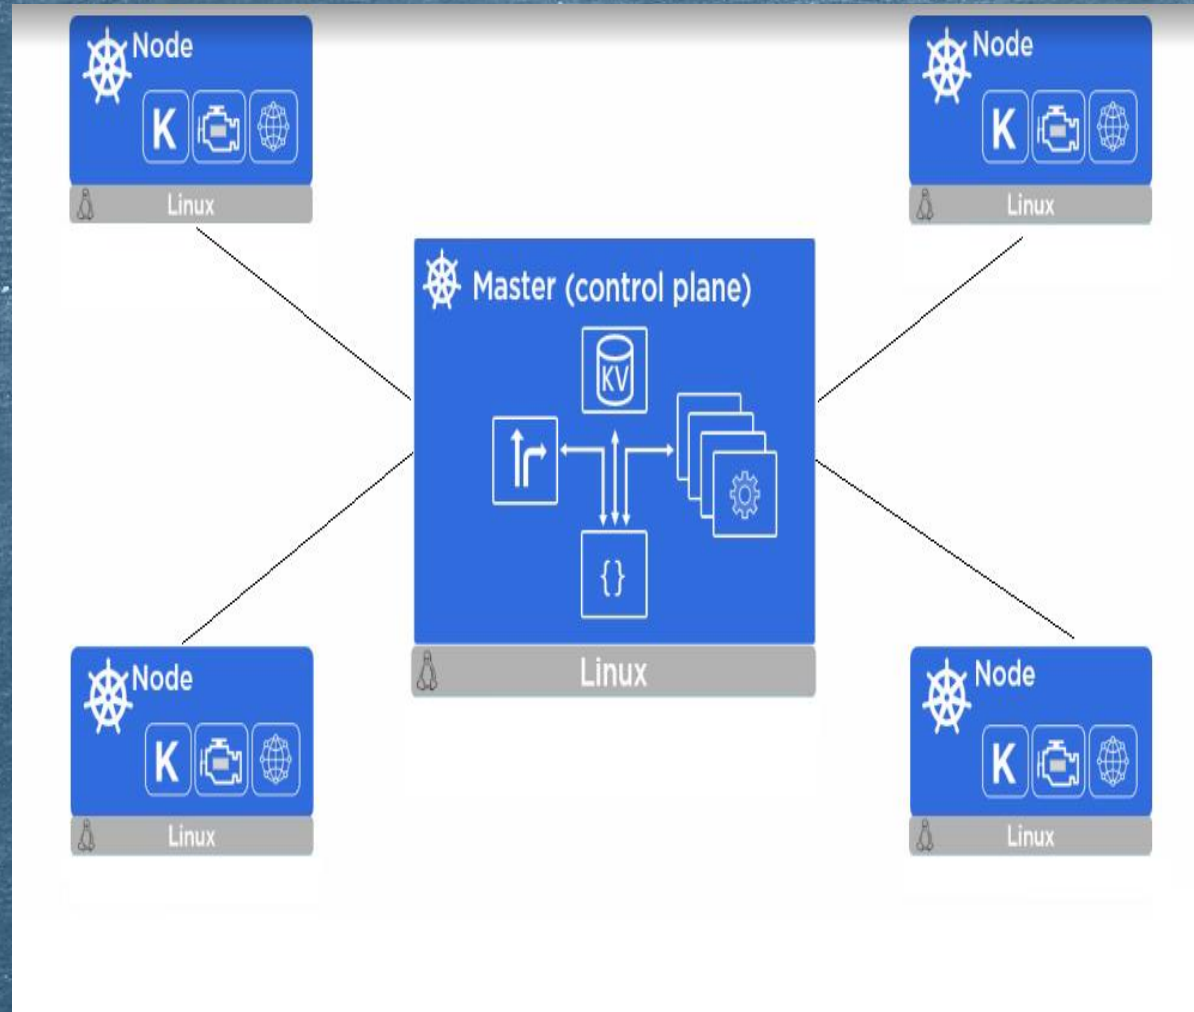 Node
K
Linux
Node
K
Linux
Master (control plane)
KV
{}
Linux
Node
K
Linux
Node
K
Linux